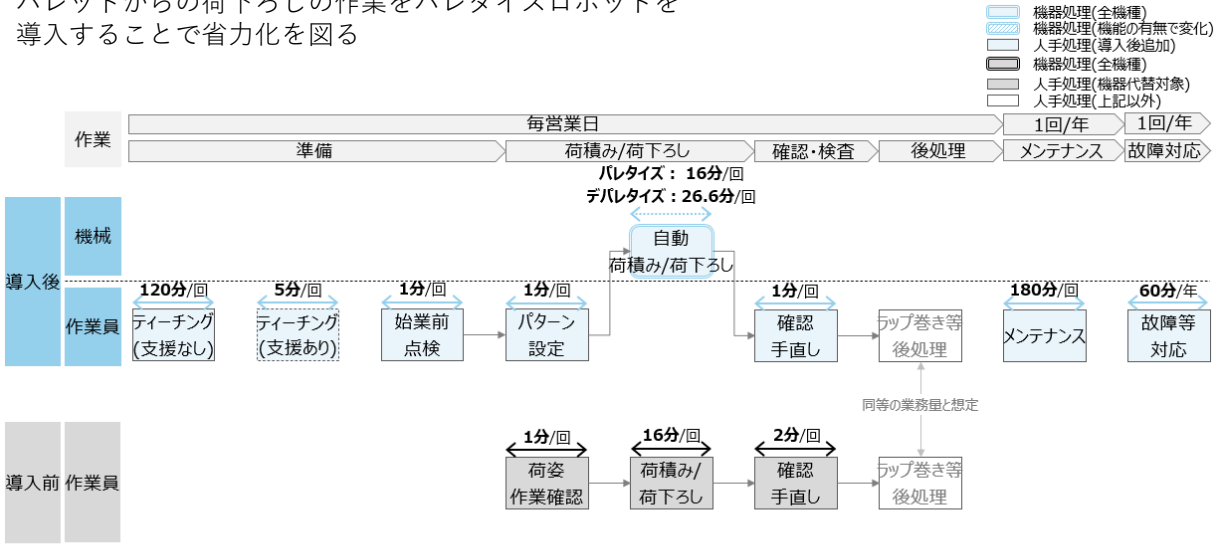 パレットからの荷下ろしの作業をパレタイズロボットを
導入することで省力化を図る
機器処理(全機種)
機器処理(機能の有無で変化)
人手処理(導入後追加)
機器処理(全機種)
人手処理(機器代替対象)
人手処理(上記以外)
作業
毎営業日
1回/年
1回/年
準備
荷積み/荷下ろし
確認・検査
後処理
メンテナンス
故障対応
パレタイズ： 16分/回
デパレタイズ：26.6分/回
導入後
機械
自動
荷積み/荷下ろし
作業員
120分/回
ティーチング
(支援なし)
5分/回
ティーチング
(支援あり)
1分/回
始業前
点検
1分/回
パターン
設定
1分/回
確認
手直し
ラップ巻き等
後処理
180分/回
メンテナンス
60分/年
故障等
対応
同等の業務量と想定
導入前
作業員
1分/回
荷姿
作業確認
16分/回
荷積み/
荷下ろし
2分/回
確認
手直し
ラップ巻き等
後処理